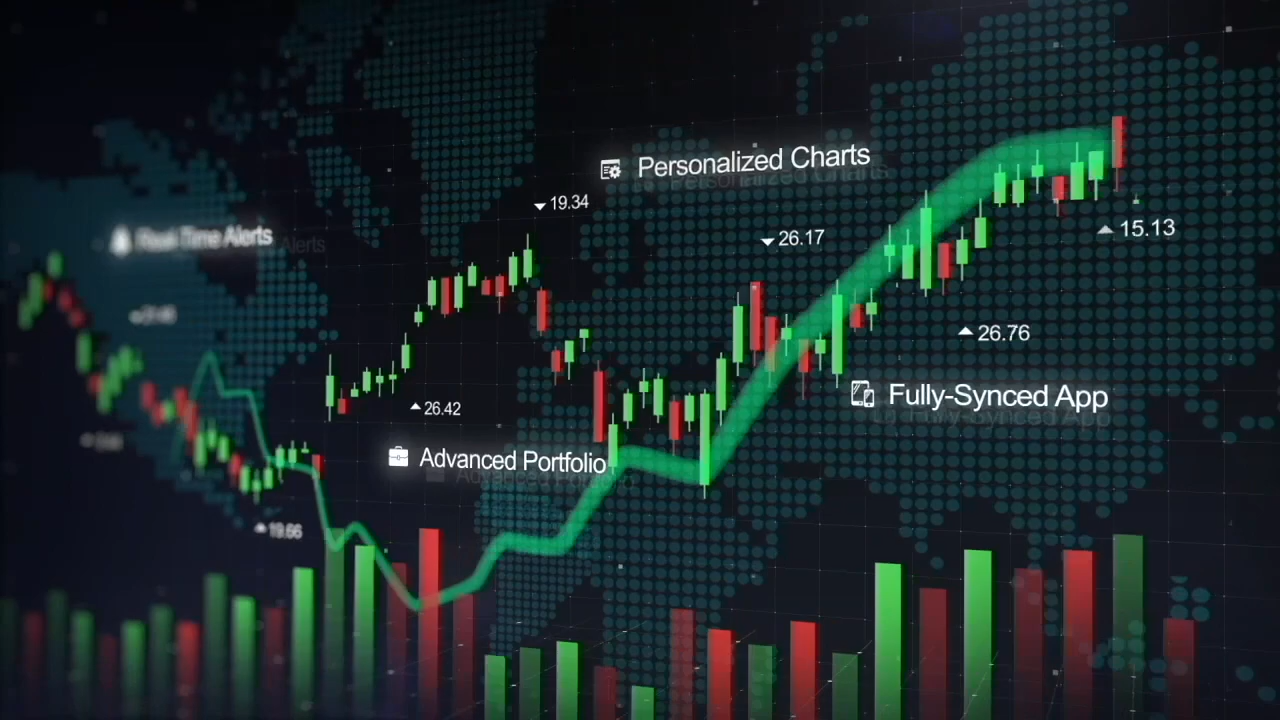 Personalized Charts
▼ 19.34
Real-Time Alerts
▼ 26.17
▲ 15.13
▲ 26.76
Fully-Synced App
▲ 26.42
Advanced Portfolio
▲ 19.66